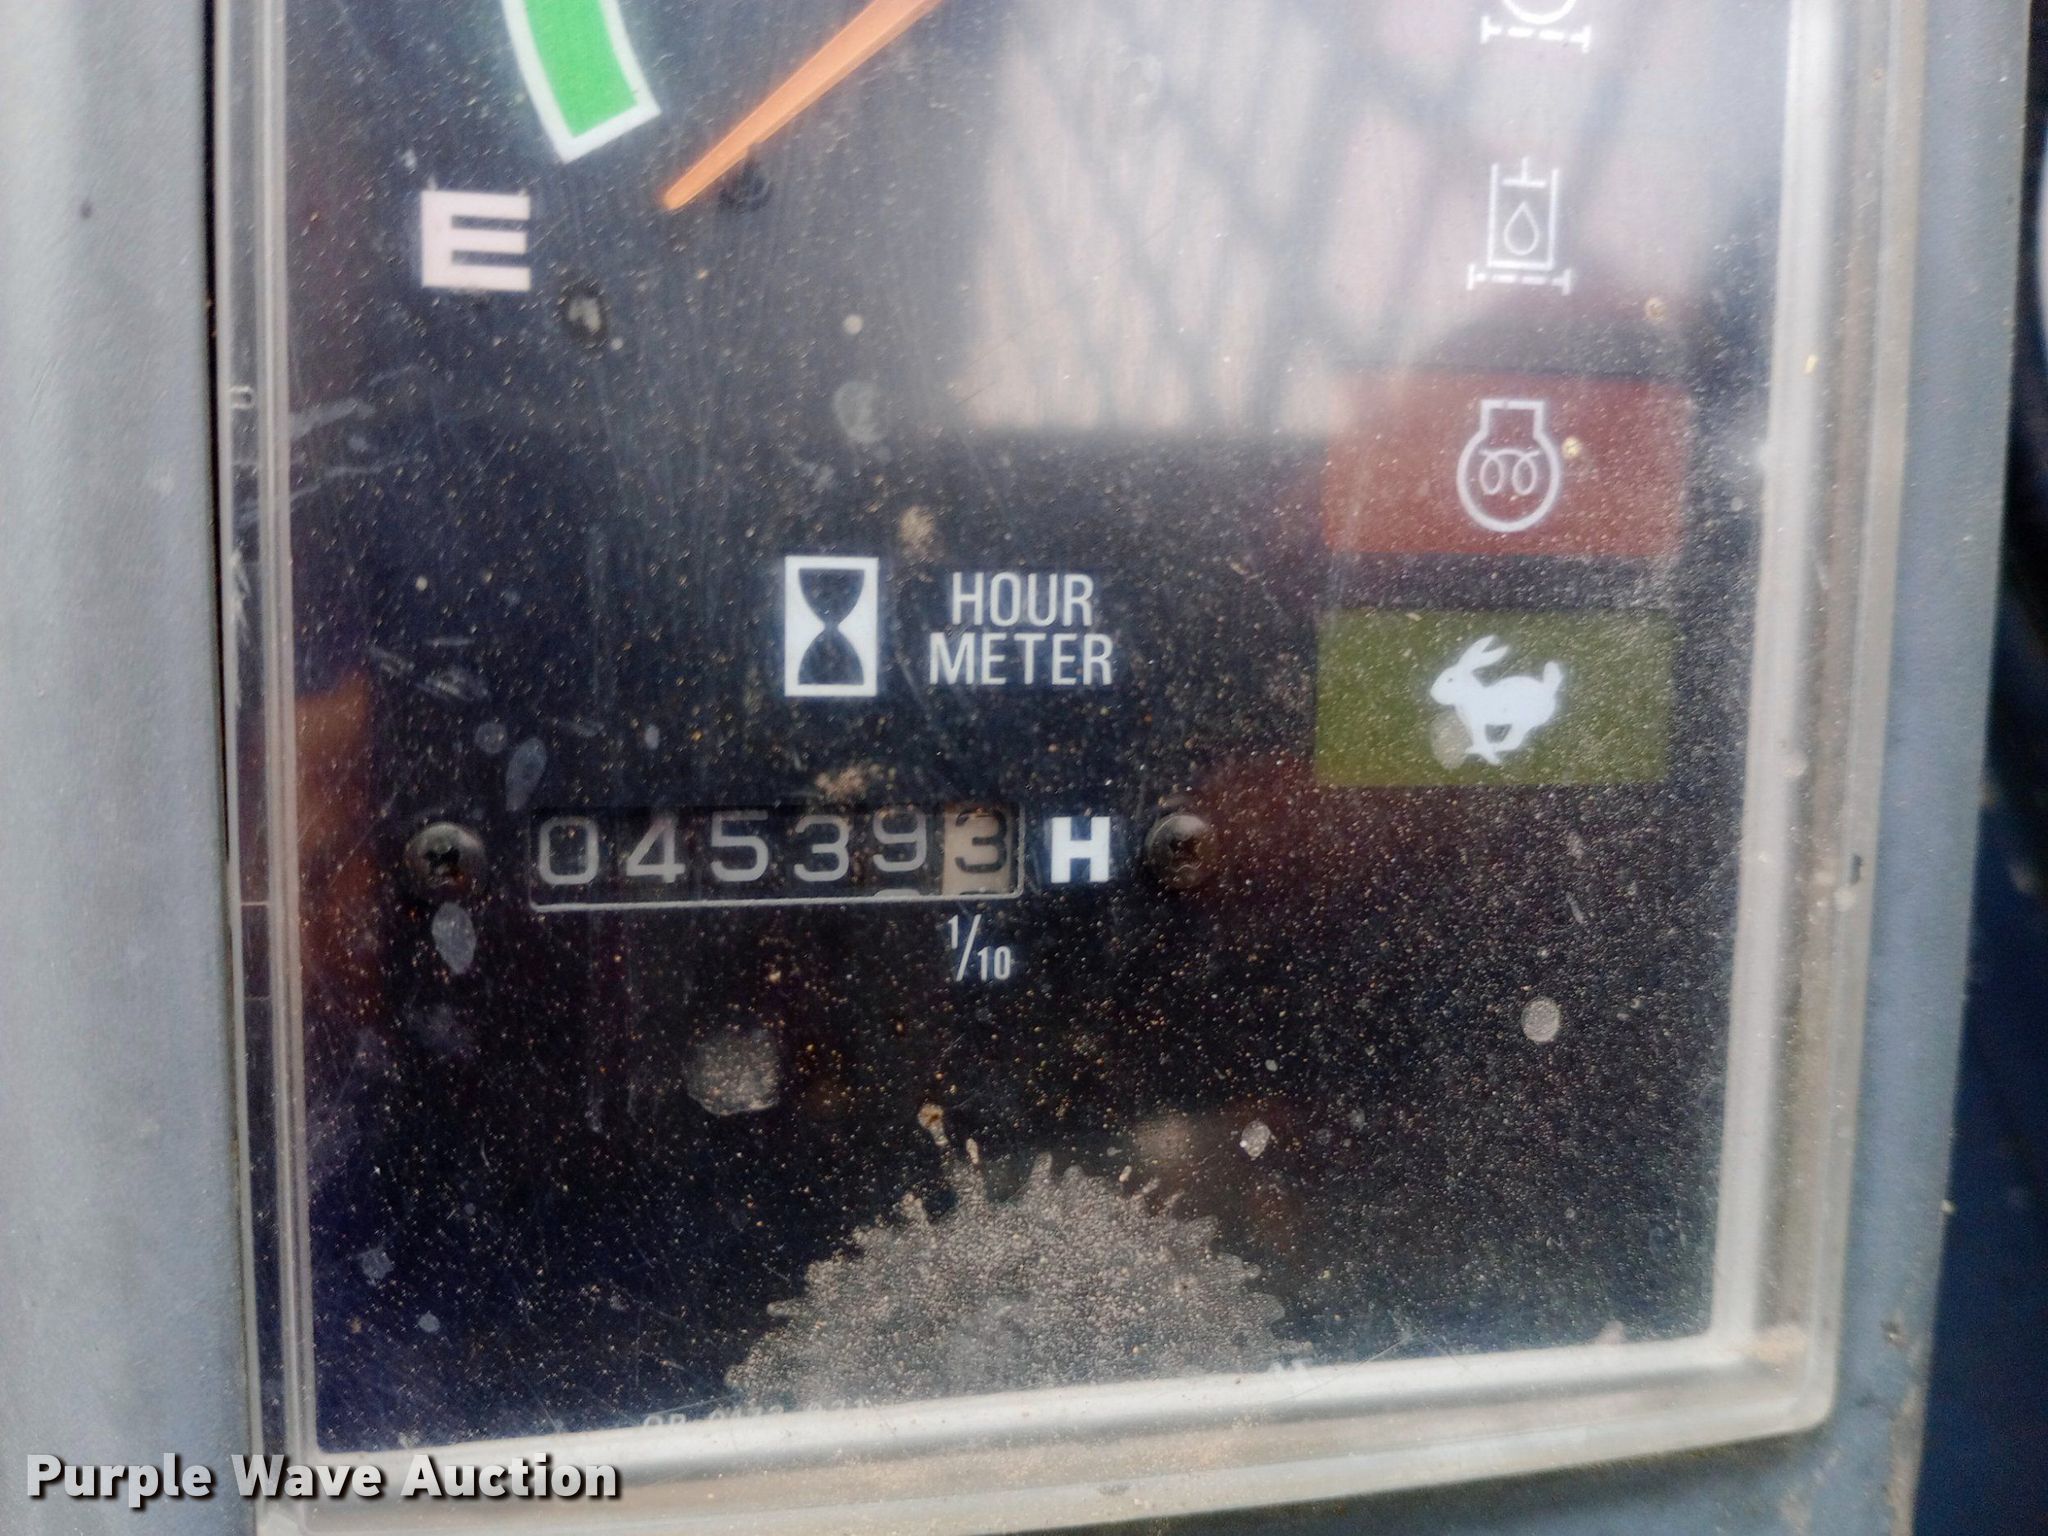 E
HOUR
METER
045393 H
1/10
Purple Wave Auction